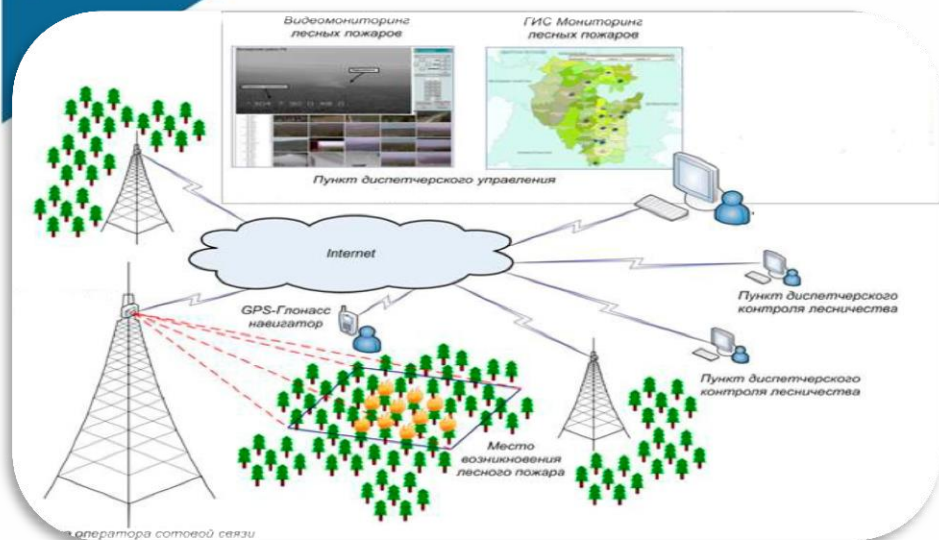 Видеомониторинг
лесных пожаров
ГИС Мониторинг
лесных пожаров
Пункт диспетчерского управления
Internet
GPS-Глонасс
навигатор
Пункт диспетчерского
контроля лесничества
Пункт диспетчерского
контроля лесничества
Место
возникновения
лесного пожара
оператора сотовой связи